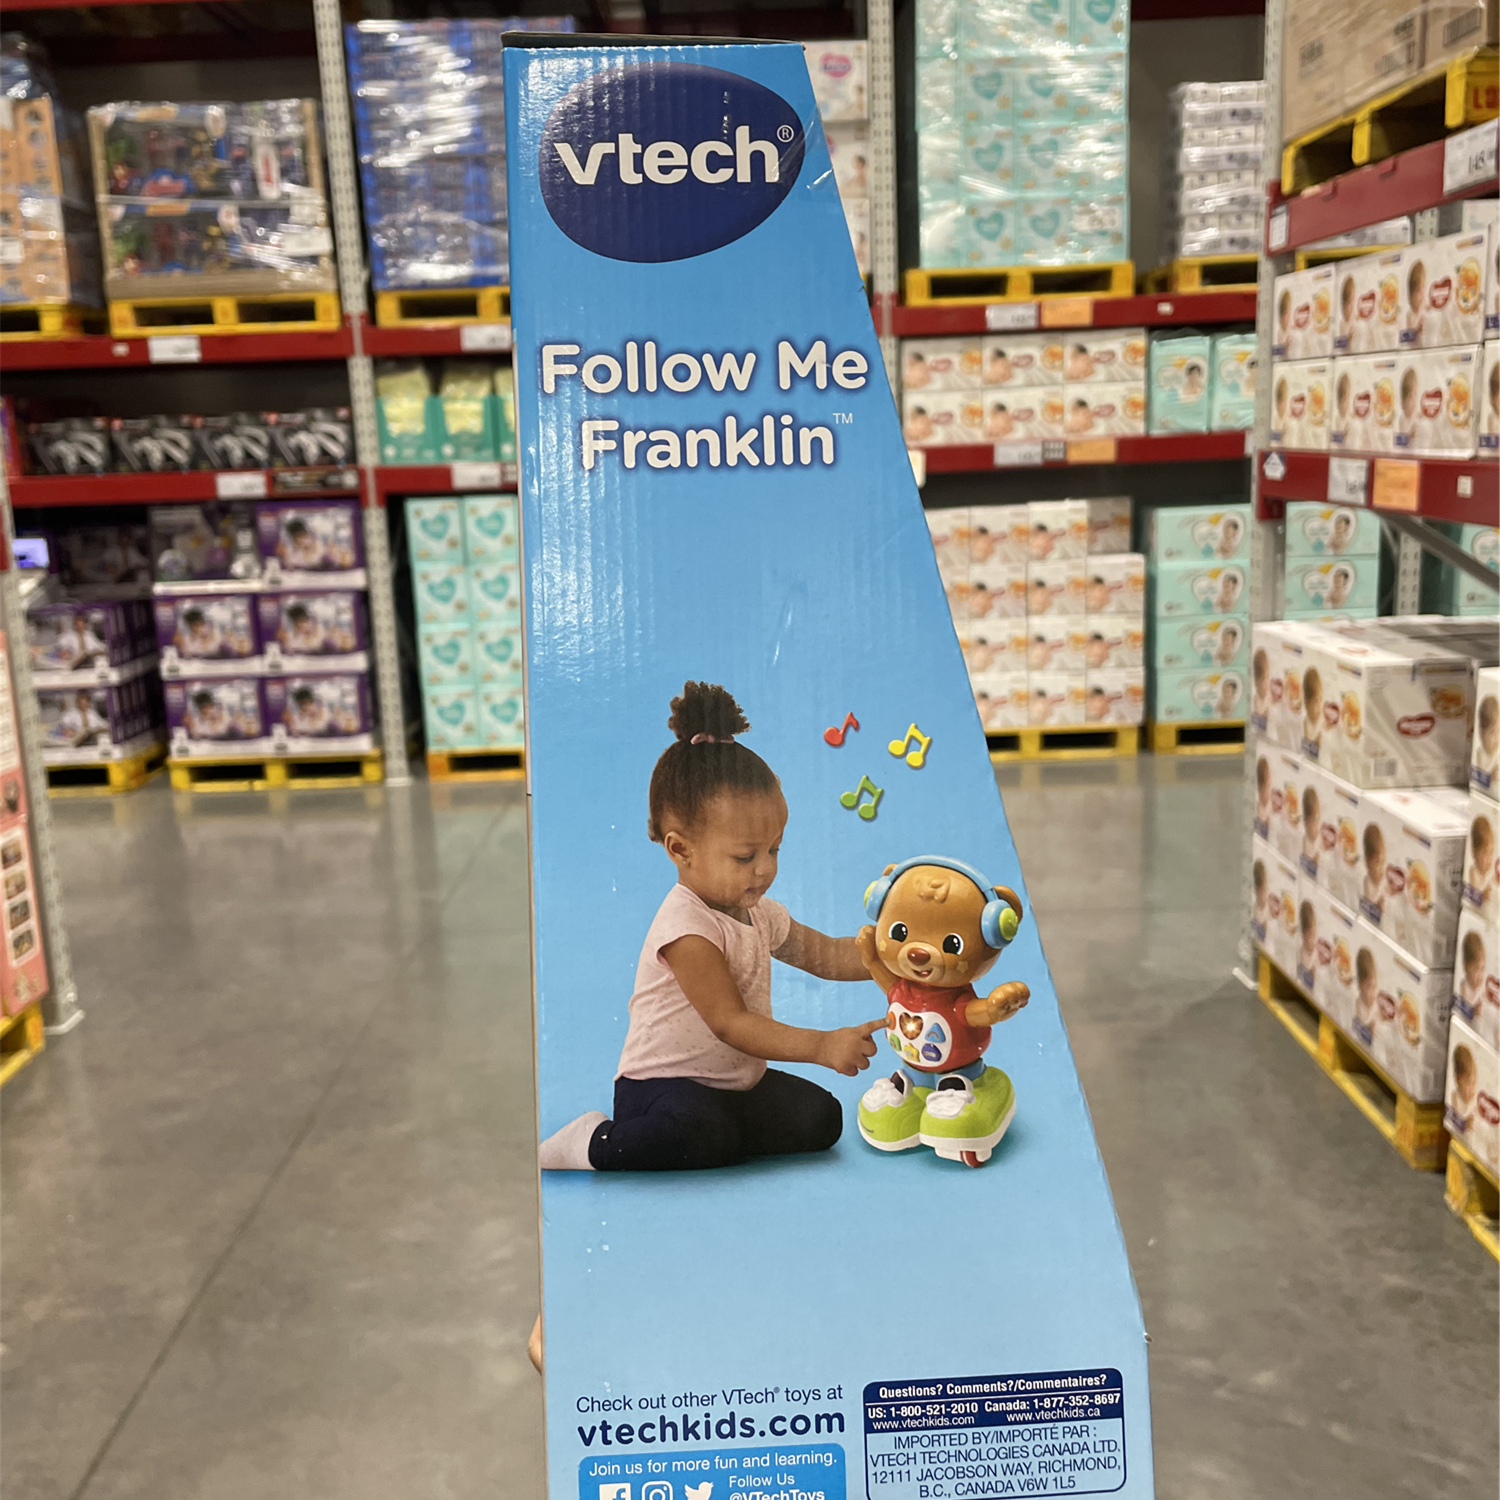 vtech®
Follow Me
Franklin™
Check out other VTech® toys at
vtechkids.com
Join us for more fun and learning.
Follow Us
@VTechToys
Questions? Comments?/Commentaires?
US: 1-800-521-2010 Canada: 1-877-352-8697
www.vtechkids.com www.vtechkids.ca
IMPORTED BY/IMPORTÉ PAR :
VTECH TECHNOLOGIES CANADA LTD.
12111 JACOBSON WAY, RICHMOND,
B.C., CANADA V6W 1L5